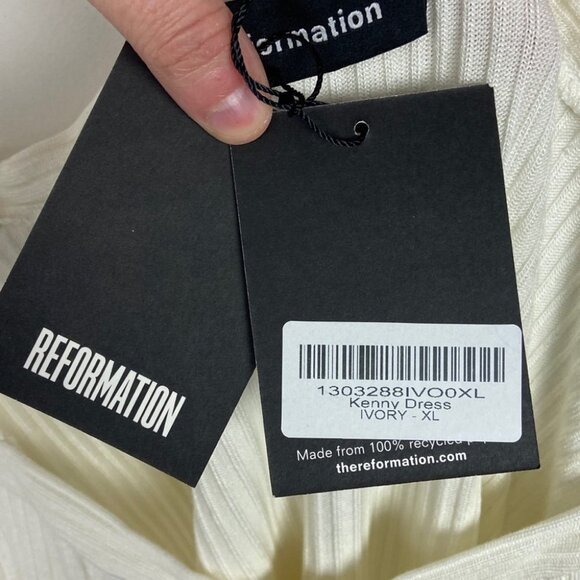 formation
REFORMATION
1303288IVO0XL
Kenny Dress
IVORY - XL
Made from 100% recycled
thereformation.com